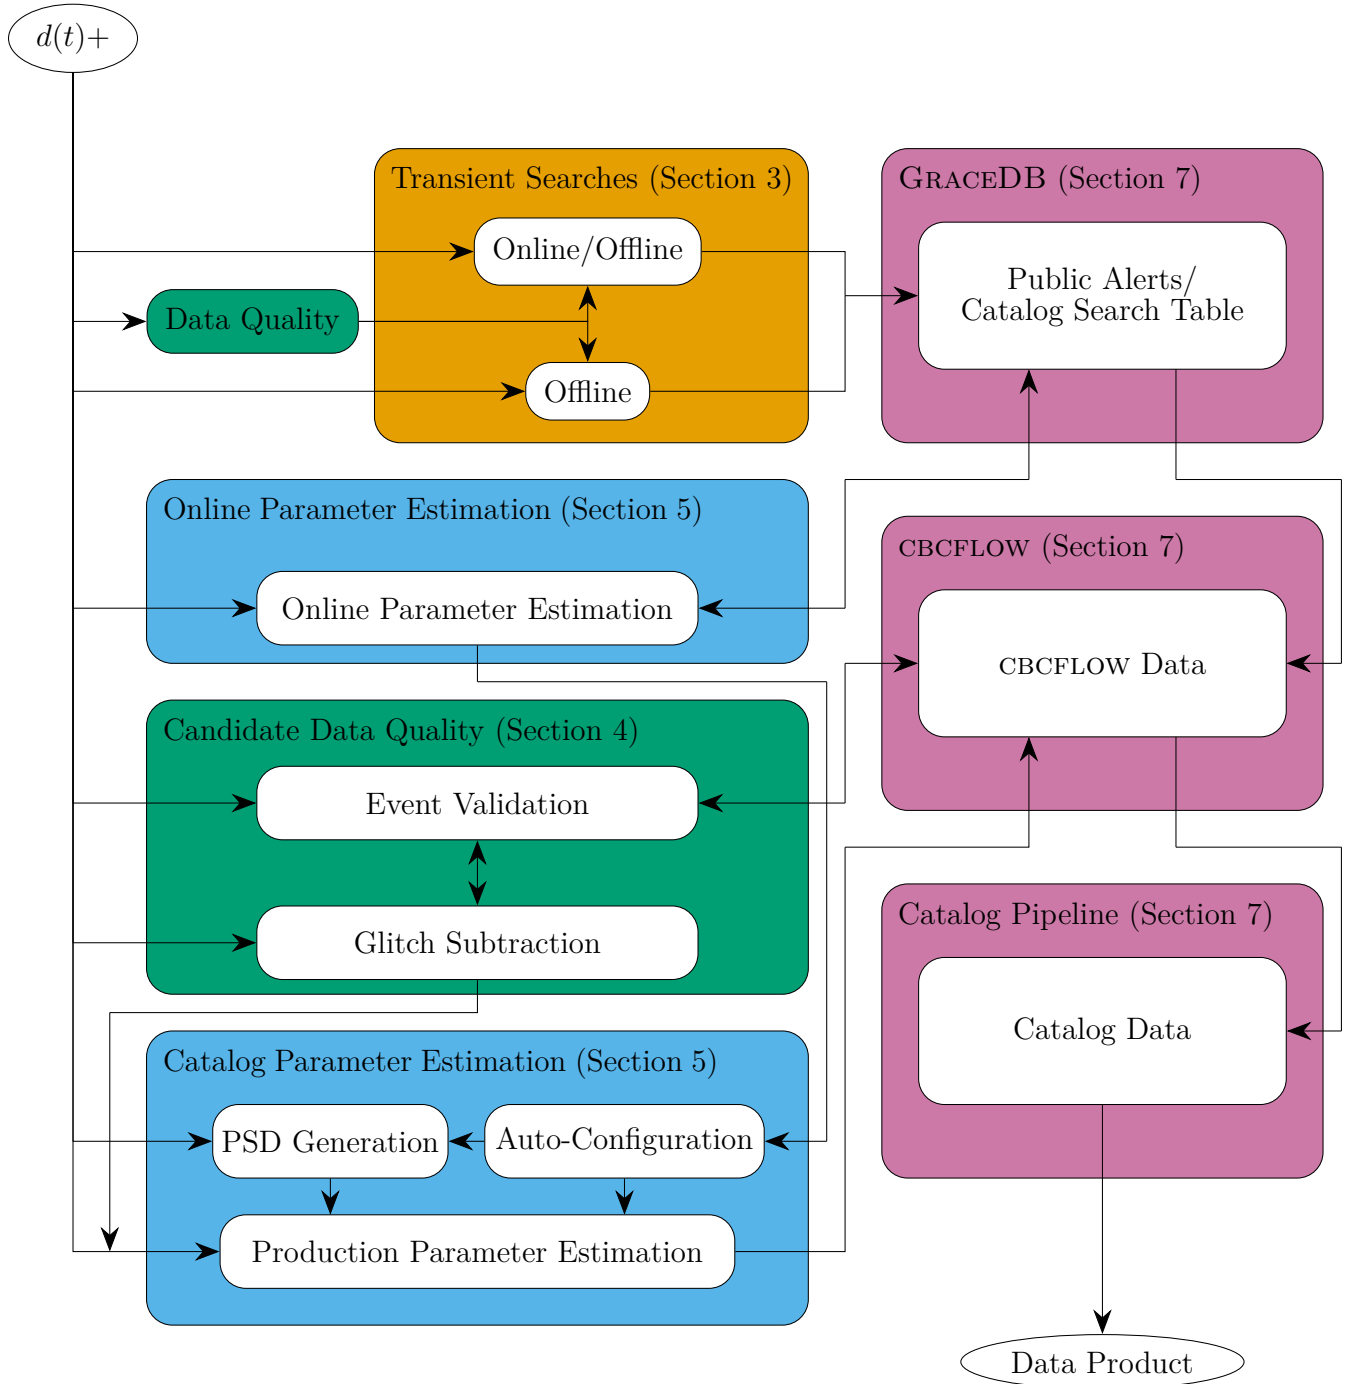 d(t)+
Transient Searches (Section 3)
Online/Offline
Data Quality
Offline
GraceDB (Section 7)
Public Alerts/
Catalog Search Table
Online Parameter Estimation (Section 5)
Online Parameter Estimation
cbcflow (Section 7)
cbcflow Data
Candidate Data Quality (Section 4)
Event Validation
Glitch Subtraction
Catalog Pipeline (Section 7)
Catalog Data
Catalog Parameter Estimation (Section 5)
PSD Generation
Auto-Configuration
Production Parameter Estimation
Data Product